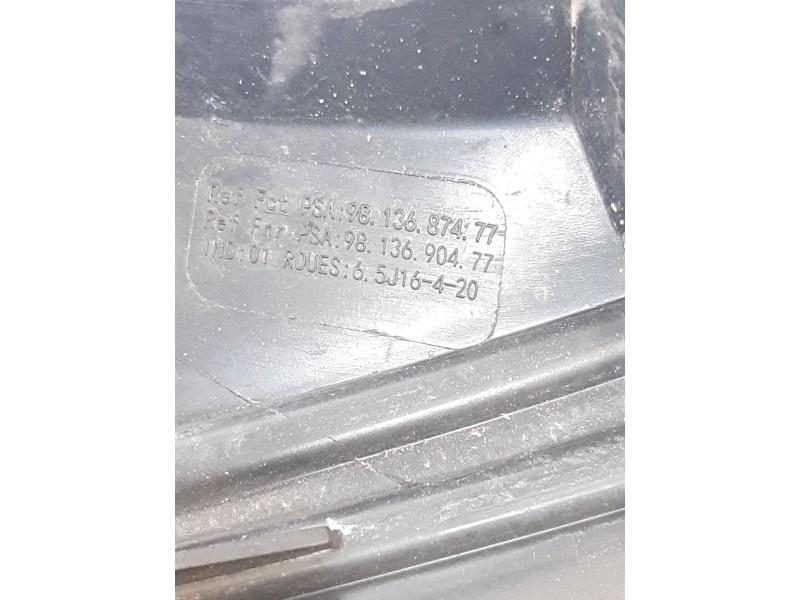 Ref Fct PSA:98.136.874.77
Ref Fnr PSA:98.136.904.77
IND:01 ROUES:6.5J16-4-20